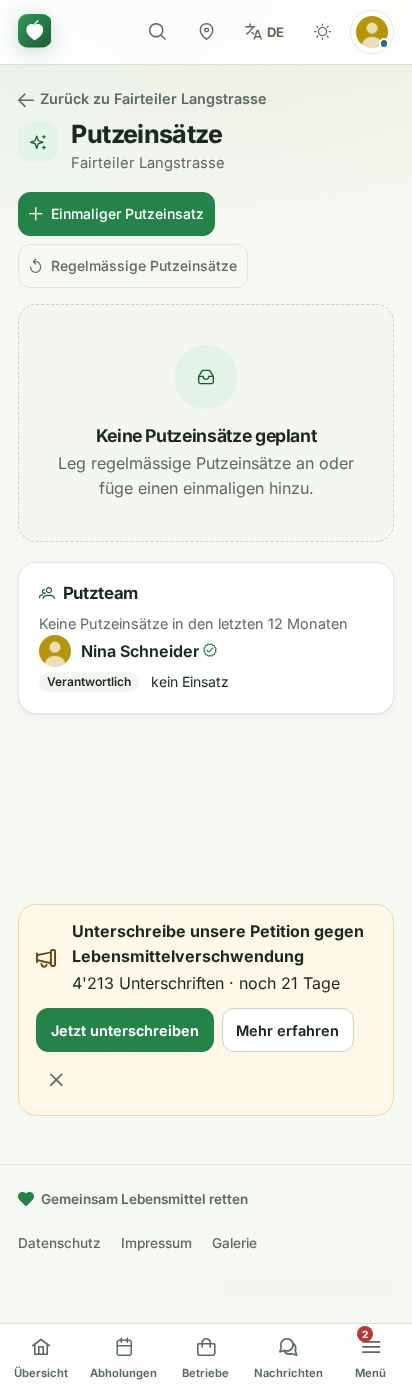 DE
Zurück zu Fairteiler Langstrasse
Putzeinsätze
Fairteiler Langstrasse
Einmaliger Putzeinsatz
Regelmässige Putzeinsätze
Keine Putzeinsätze geplant
Leg regelmässige Putzeinsätze an oder
füge einen einmaligen hinzu.
Putzteam
Keine Putzeinsätze in den letzten 12 Monaten
Nina Schneider
Verantwortlich kein Einsatz
Unterschreibe unsere Petition gegen
Lebensmittelverschwendung
4'213 Unterschriften · noch 21 Tage
Jetzt unterschreiben Mehr erfahren
Gemeinsam Lebensmittel retten
Datenschutz Impressum Galerie
2
Übersicht Abholungen Betriebe Nachrichten Menü